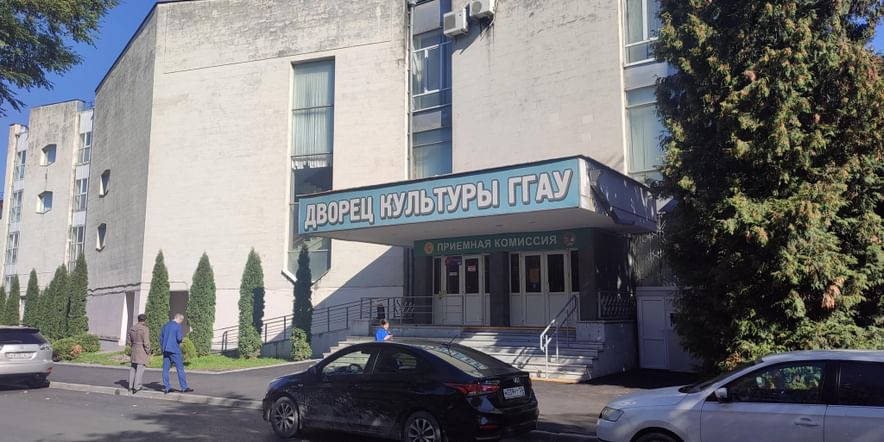 ДВОРЕЦ КУЛЬТУРЫ ГГАУ
ПРИЕМНАЯ КОМИССИЯ